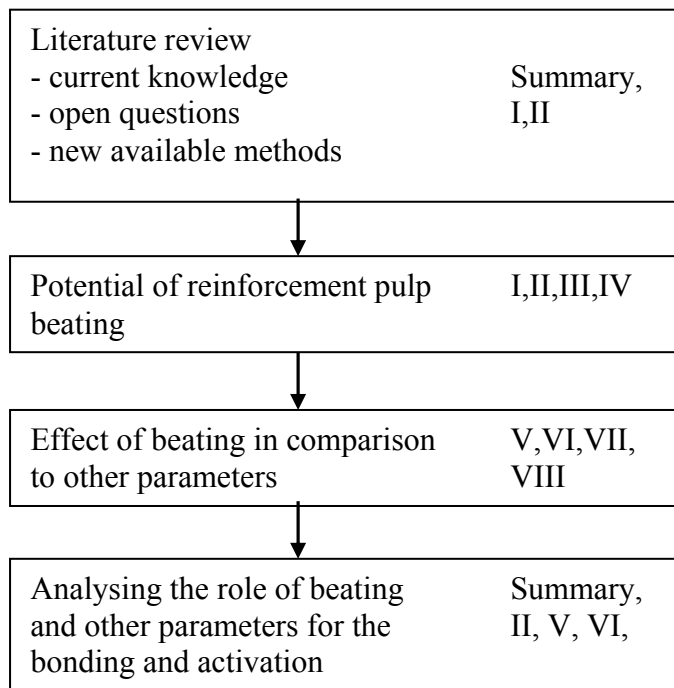 Literature review
- current knowledge Summary,
- open questions I,II
- new available methods
Potential of reinforcement pulp I,II,III,IV
beating
Effect of beating in comparison V,VI,VII,
to other parameters VIII
Analysing the role of beating Summary,
and other parameters for the II, V, VI,
bonding and activation